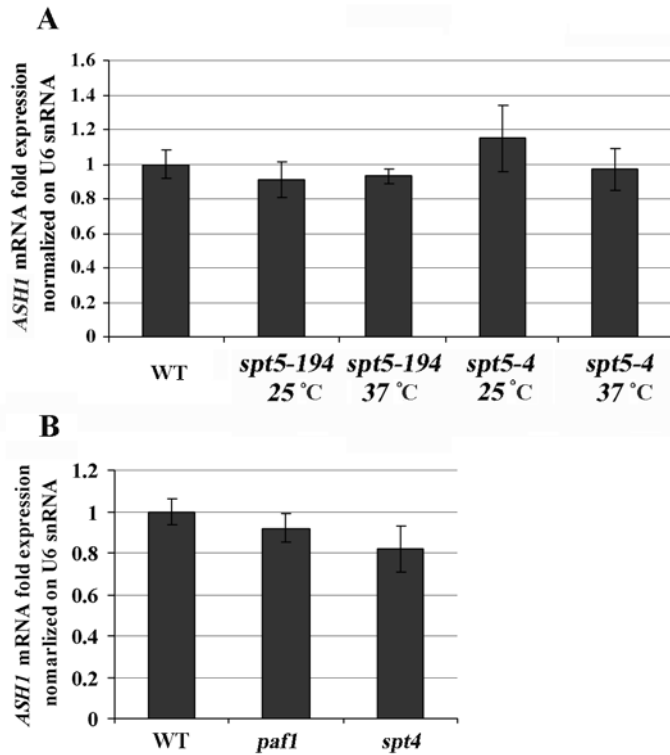 A
ASH1 mRNA fold expression
normalized on U6 snRNA
1.6
1.4
1.2
1
0.8
0.6
0.4
0.2
0
WT
spt5-194
25 °C
spt5-194
37 °C
spt5-4
25 °C
spt5-4
37 °C
B
ASH1 mRNA fold expression
nomarlized on U6 snRNA
1.2
1
0.8
0.6
0.4
0.2
0
WT
paf1
spt4